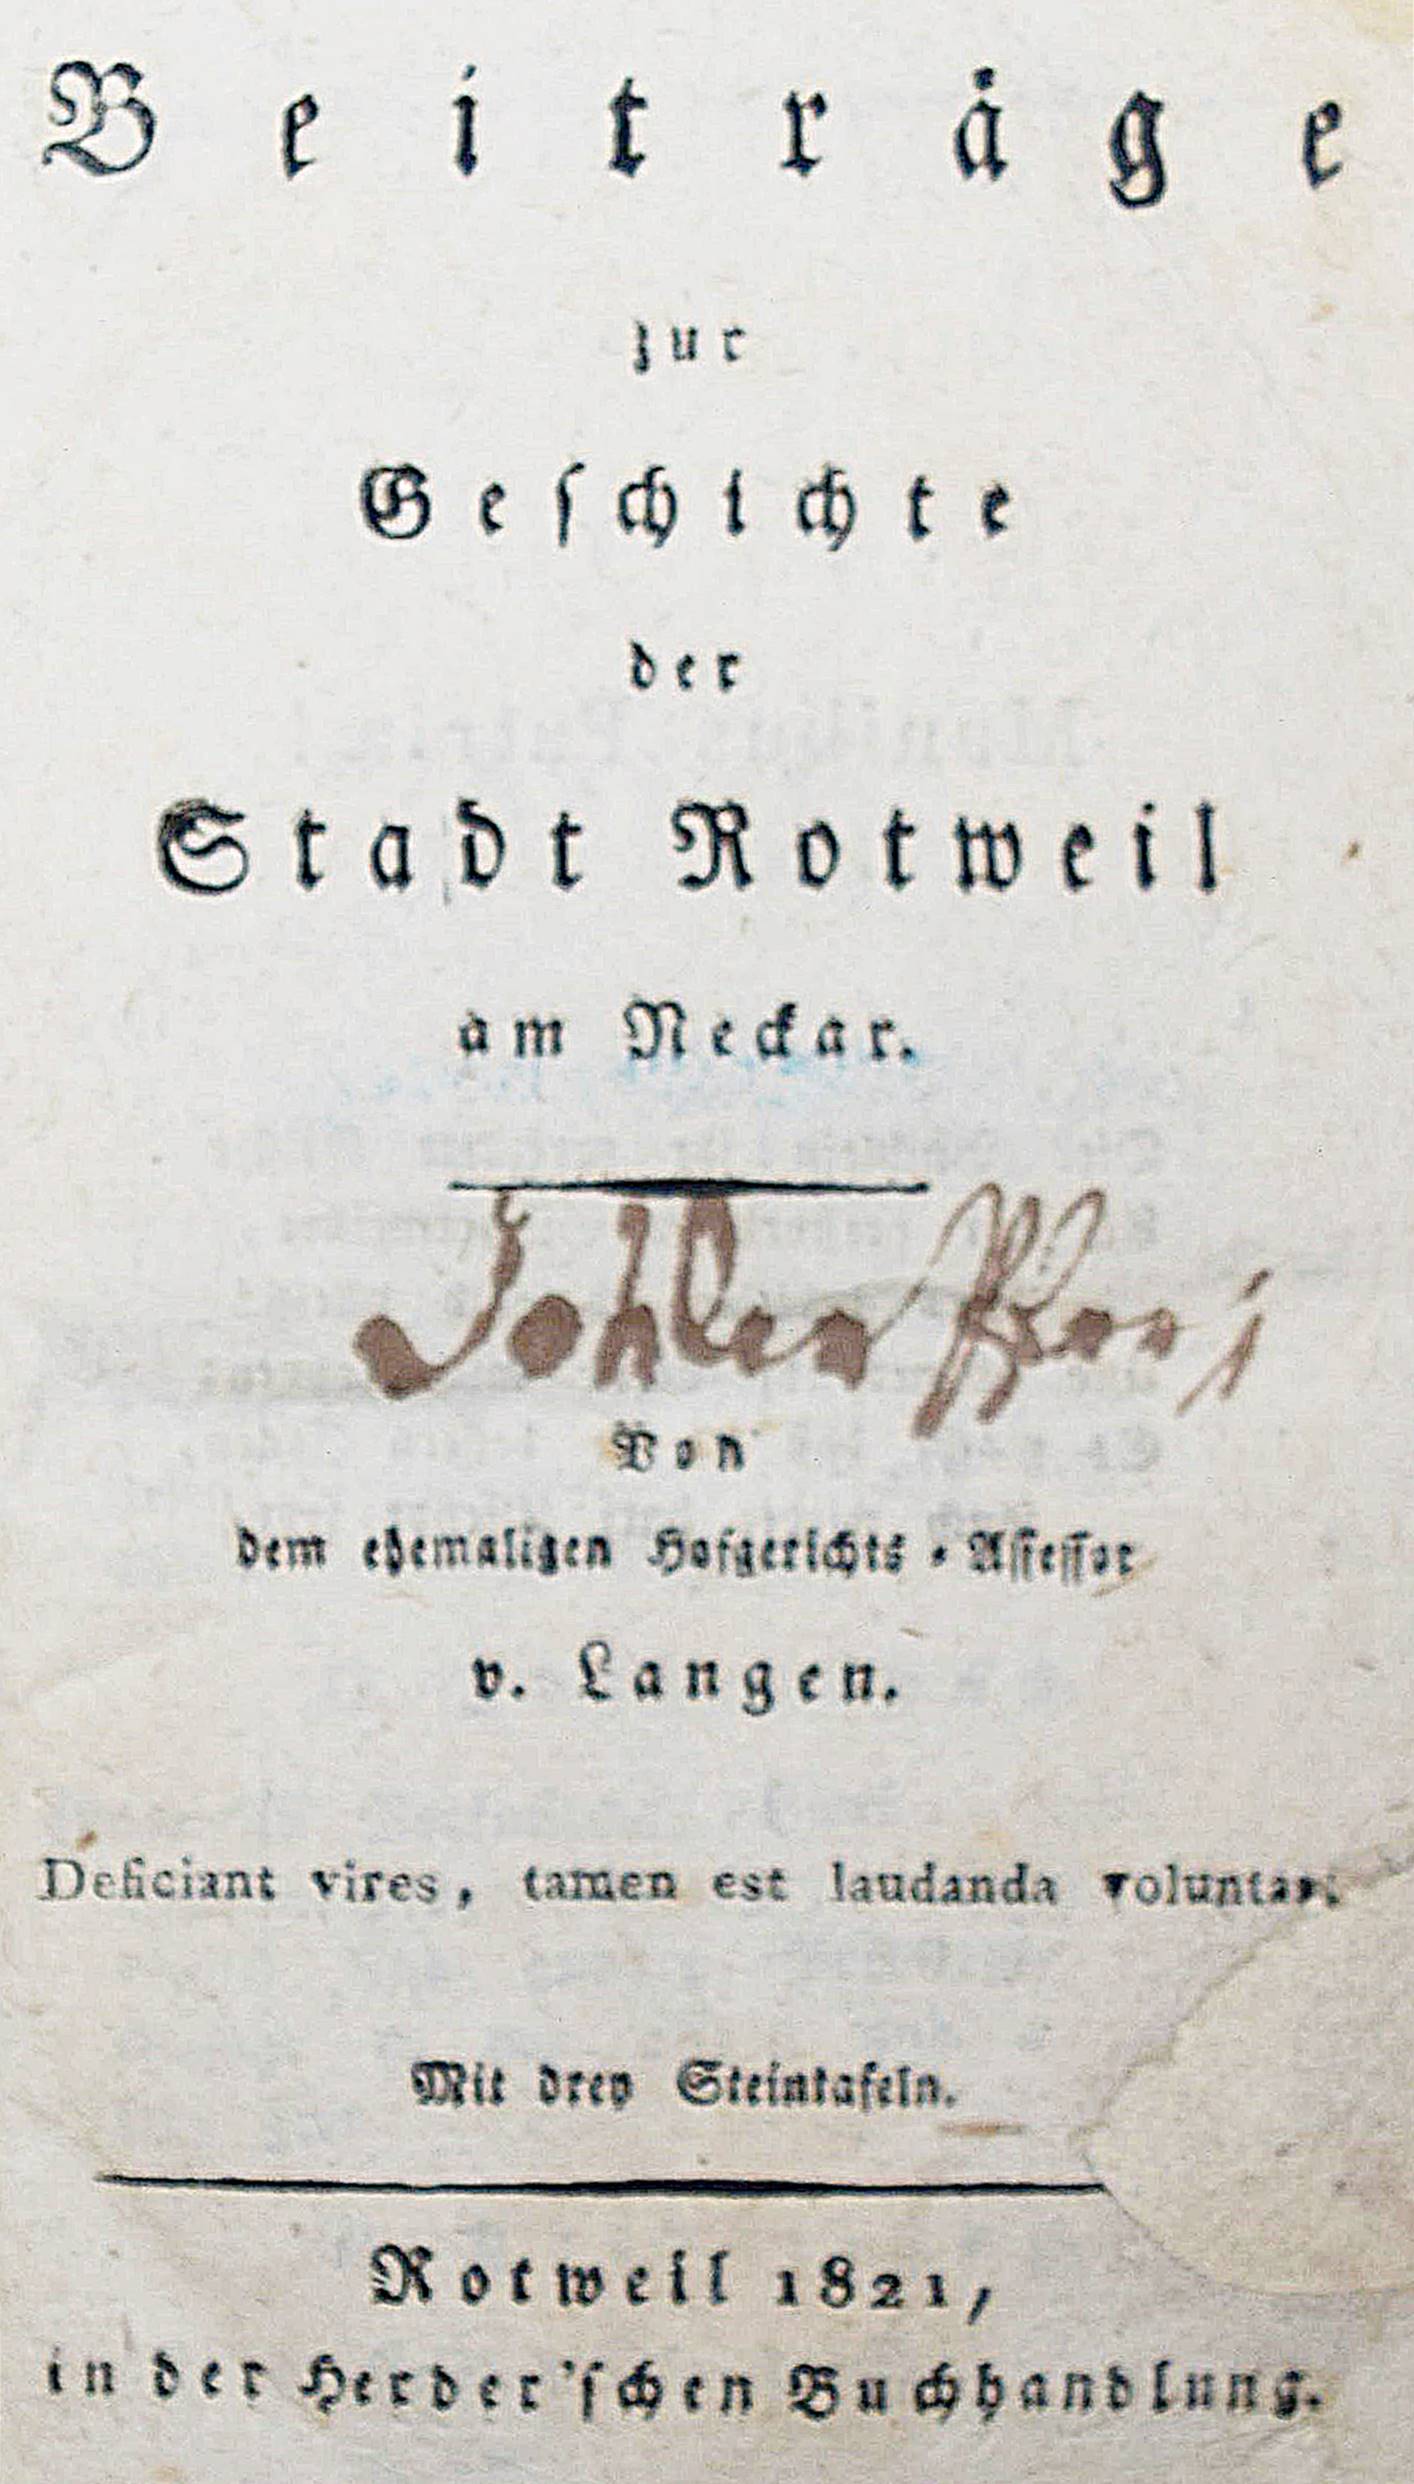 Beiträge
zur
Geschichte
der
Stadt Rotweil
am Neckar.
Von
dem ehemaligen Hofgerichts-Assessor
v. Langen.
Deficiant vires, tamen est laudanda voluntas.
Mit drey Steintafeln.
Rotweil 1821,
in der Herder'schen Buchhandlung.